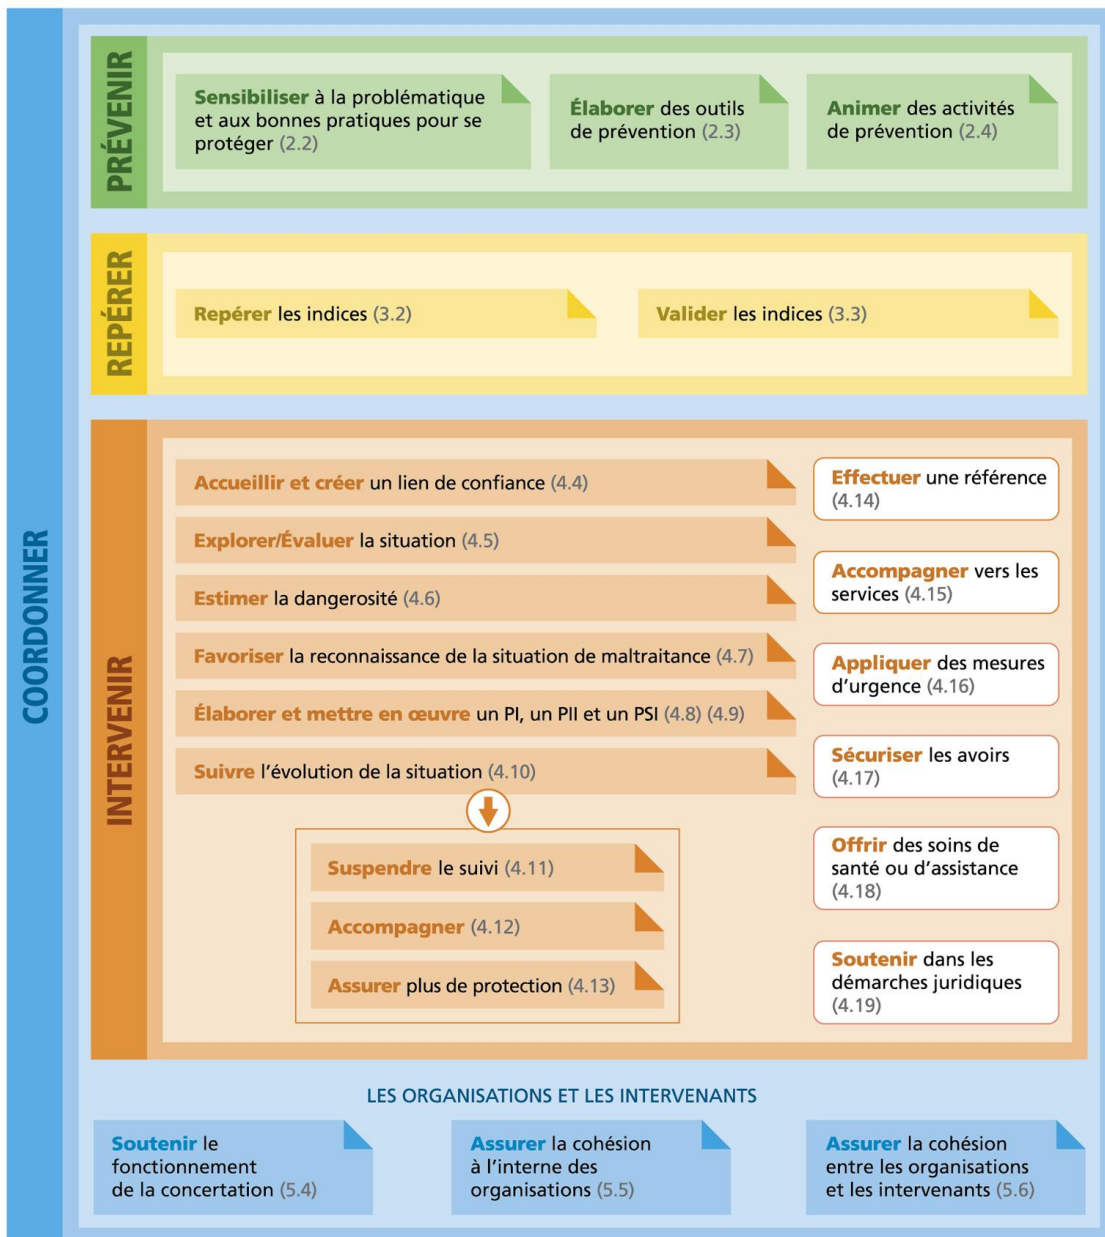 COORDONNER
PRÉVENIR
Sensibiliser à la problématique
et aux bonnes pratiques pour se
protéger (2.2)
Élaborer des outils
de prévention (2.3)
Animer des activités
de prévention (2.4)
REPÉRER
Repérer les indices (3.2)
Valider les indices (3.3)
INTERVENIR
Accueillir et créer un lien de confiance (4.4)
Explorer/Évaluer la situation (4.5)
Estimer la dangerosité (4.6)
Favoriser la reconnaissance de la situation de maltraitance (4.7)
Élaborer et mettre en œuvre un PI, un PII et un PSI (4.8) (4.9)
Suivre l'évolution de la situation (4.10)
Suspendre le suivi (4.11)
Accompagner (4.12)
Assurer plus de protection (4.13)
Effectuer une référence
(4.14)
Accompagner vers les
services (4.15)
Appliquer des mesures
d'urgence (4.16)
Sécuriser les avoirs
(4.17)
Offrir des soins de
santé ou d'assistance
(4.18)
Soutenir dans les
démarches juridiques
(4.19)
LES ORGANISATIONS ET LES INTERVENANTS
Soutenir le
fonctionnement
de la concertation (5.4)
Assurer la cohésion
à l'interne des
organisations (5.5)
Assurer la cohésion
entre les organisations
et les intervenants (5.6)